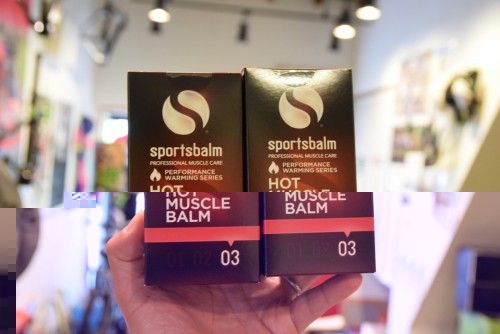 sportsbalm
PROFESSIONAL MUSCLE CARE
PERFORMANCE
WARMING SERIES
HOT
MUSCLE
BALM
03
sportsbalm
PROFESSIONAL MUSCLE CARE
PERFORMANCE
WARMING SERIES
HOT
MUSCLE
BALM
03